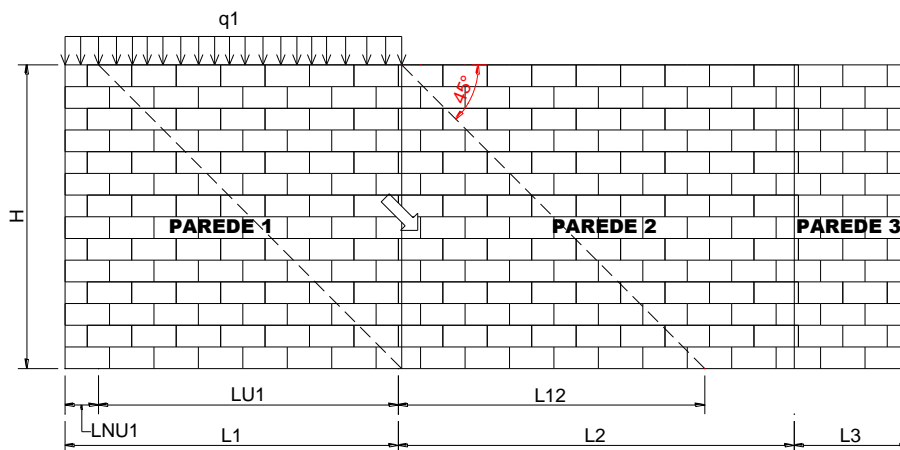 q1
45°
H
PAREDE 1
PAREDE 2
PAREDE 3
LU1
L12
LNU1
L1
L2
L3